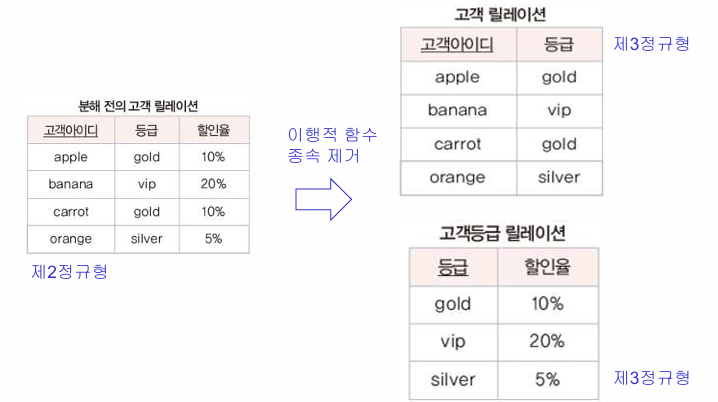 분해 전의 고객 릴레이션
고객아이디 등급 할인율
apple gold 10%
banana vip 20%
carrot gold 10%
orange silver 5%
제2정규형
이행적 함수
종속 제거
고객 릴레이션
고객아이디 등급
apple gold
banana vip
carrot gold
orange silver
제3정규형
고객등급 릴레이션
등급 할인율
gold 10%
vip 20%
silver 5%
제3정규형